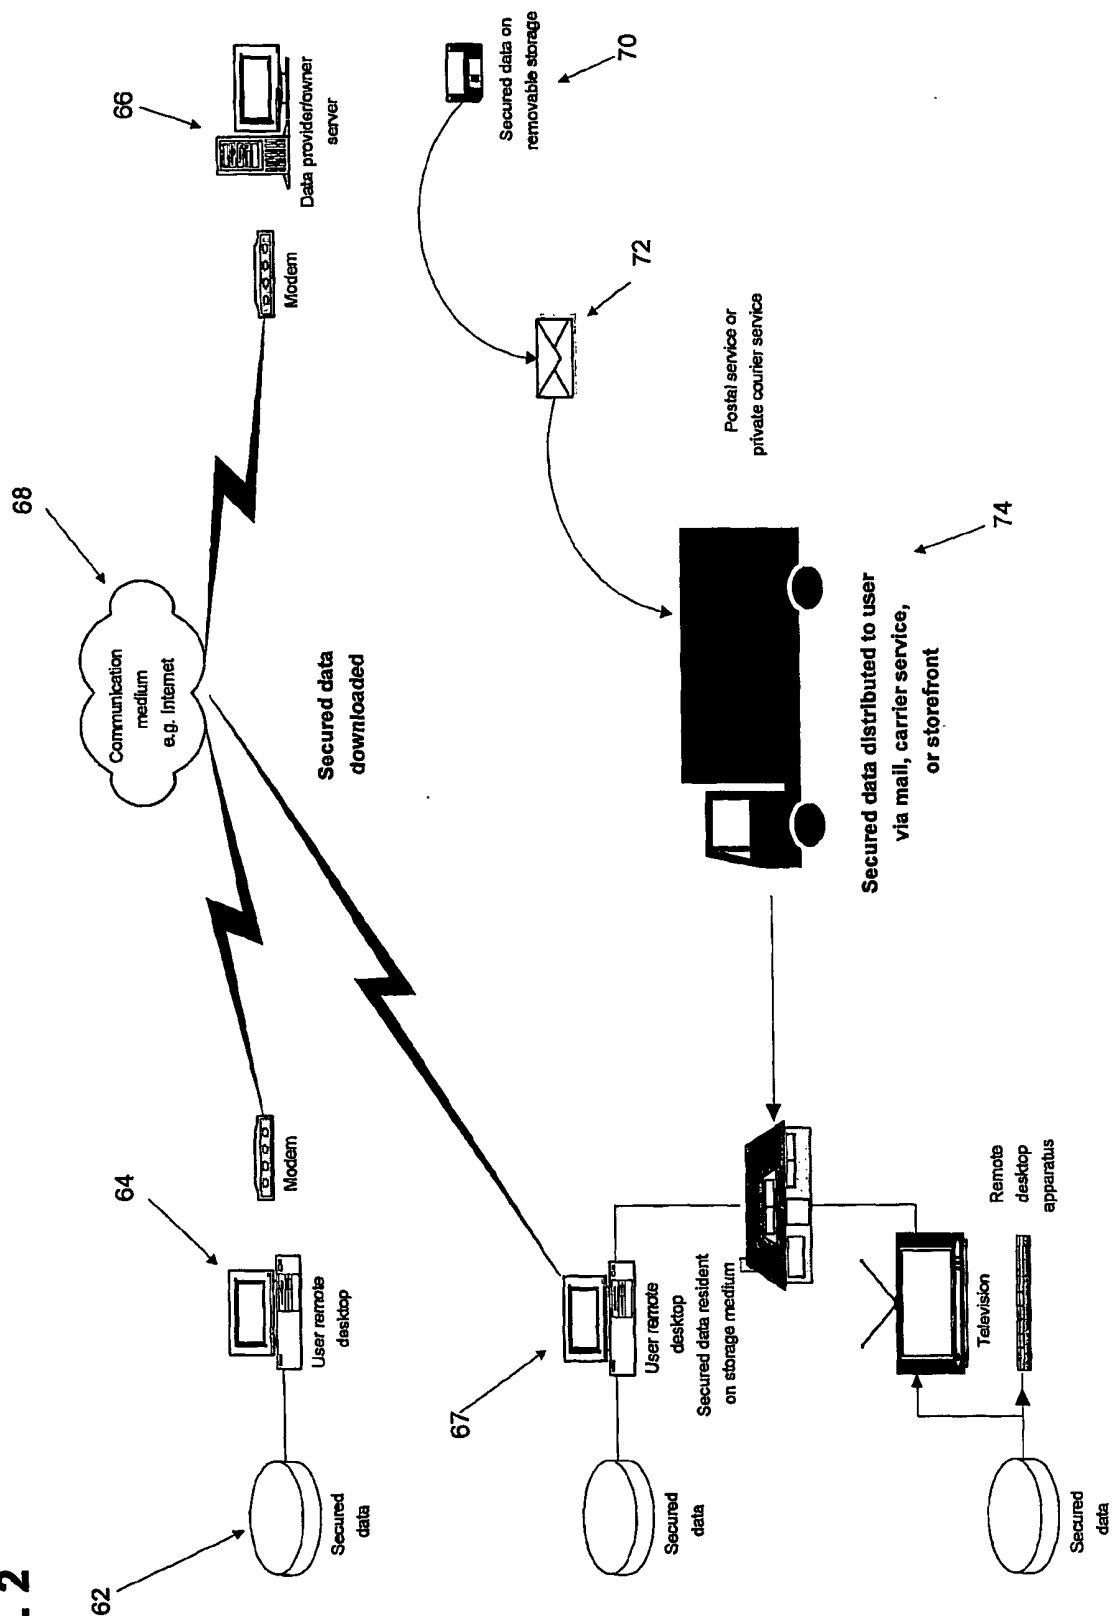 . 2
62
Secured
data
64
User remote
desktop
Modem
68
Communication
medium
e.g. Internet
Secured data
downloaded
66
Data provider/owner
server
Modem
Secured data on
removable storage
70
72
Postal service or
private courier service
74
Secured data distributed to user
via mail, carrier service,
or storefront
67
User remote
desktop
Secured data resident
on storage medium
Secured
data
Television
Remote
desktop
apparatus
Secured
data